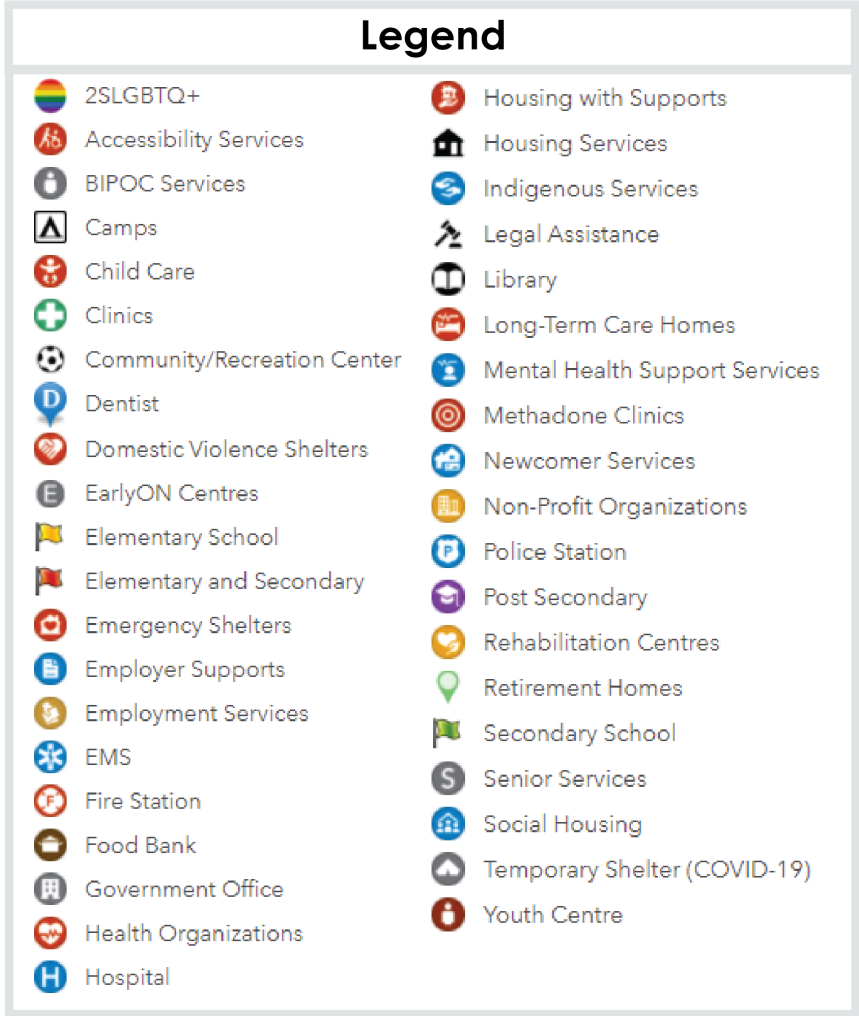 Legend
2SLGBTQ+
Accessibility Services
BIPOC Services
Camps
Child Care
Clinics
Community/Recreation Center
D Dentist
Domestic Violence Shelters
E EarlyON Centres
Elementary School
Elementary and Secondary
Emergency Shelters
Employer Supports
Employment Services
EMS
F Fire Station
Food Bank
Government Office
Health Organizations
H Hospital
Housing with Supports
Housing Services
Indigenous Services
Legal Assistance
Library
Long-Term Care Homes
Mental Health Support Services
Methadone Clinics
Newcomer Services
Non-Profit Organizations
P Police Station
Post Secondary
Rehabilitation Centres
Retirement Homes
Secondary School
S Senior Services
Social Housing
Temporary Shelter (COVID-19)
Youth Centre